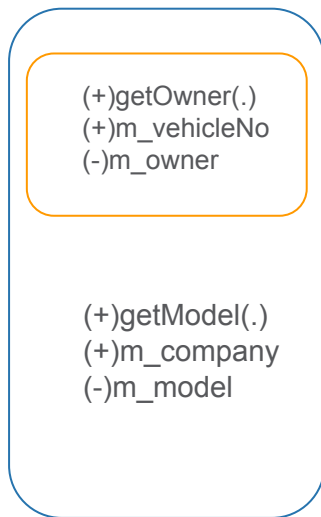 (+)getOwner(.)
(+)m_vehicleNo
(-)m_owner
(+)getModel(.)
(+)m_company
(-)m_model